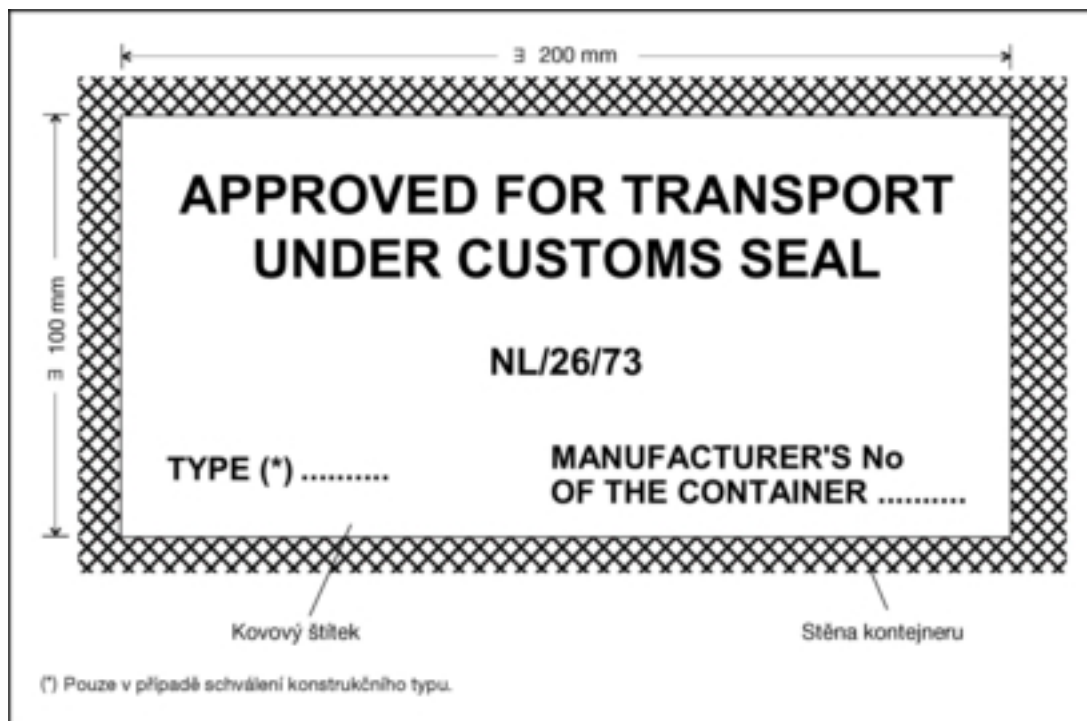 ∃ 200 mm
∃ 100 mm
APPROVED FOR TRANSPORT
UNDER CUSTOMS SEAL
NL/26/73
TYPE (*) ..........
MANUFACTURER'S No
OF THE CONTAINER ..........
Kovový štítek
Stěna kontejneru
(*) Pouze v případě schválení konstrukčního typu.